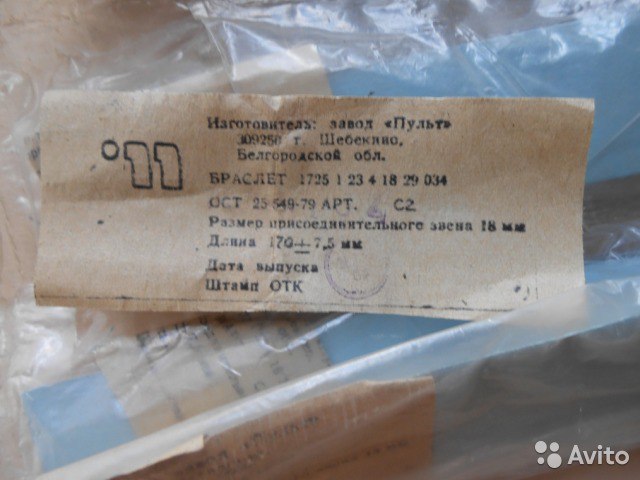 Изготовитель: завод «Пульт»
309250 г. Шебекино,
Белгородской обл.
БРАСЛЕТ 1725 1 23 4 18 29 034
ОСТ 25 549-79 АРТ. С2
Размер присоединительного звена 18 мм
Длина 170±7,5 мм
Дата выпуска
Штамп ОТК
Avito